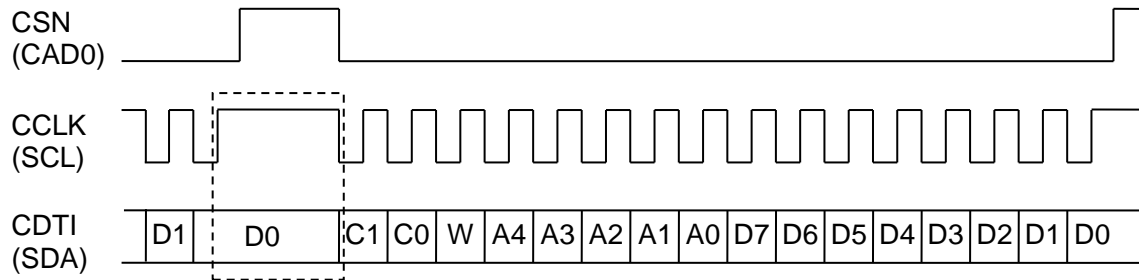 CSN
(CAD0)
CCLK
(SCL)
CDTI
(SDA)
D1 D0 C1 C0 W A4 A3 A2 A1 A0 D7 D6 D5 D4 D3 D2 D1 D0